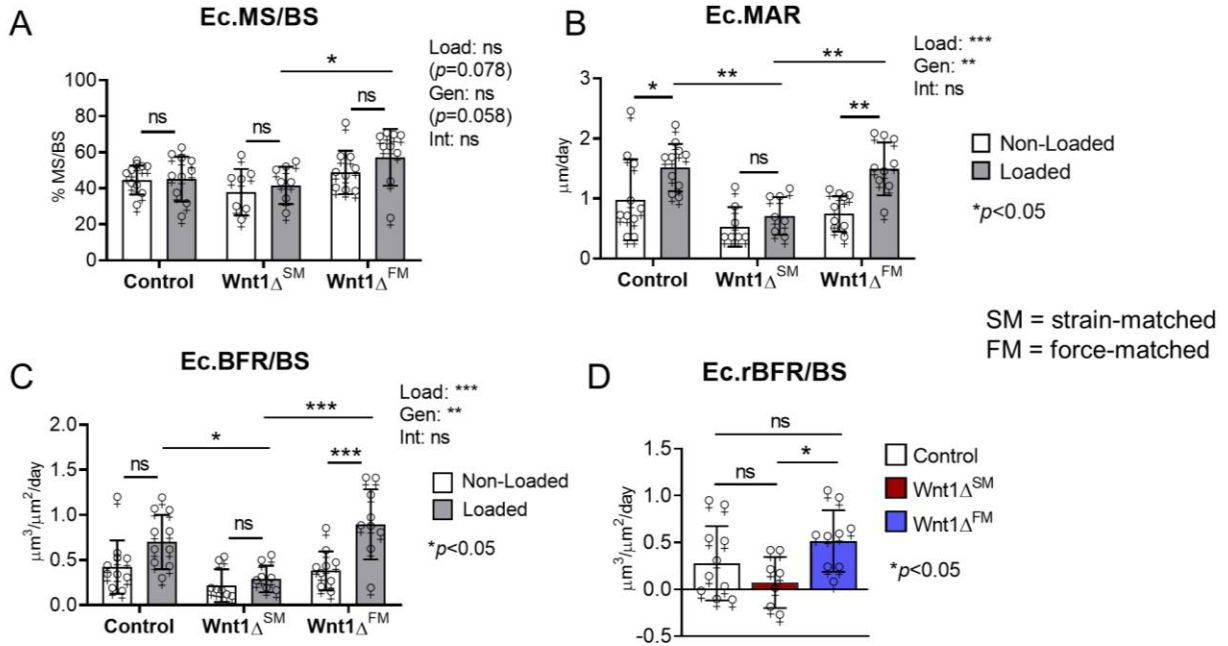 A
Ec.MS/BS
Load: ns
(p=0.078)
Gen: ns
(p=0.058)
Int: ns
*
ns
ns
ns
100
80
60
40
20
0
% MS/BS
Control
Wnt1Δ^SM
Wnt1Δ^FM
B
Ec.MAR
Load: ***
Gen: **
Int: ns
**
**
*
ns
**
3
2
1
0
μm/day
Control
Wnt1Δ^SM
Wnt1Δ^FM
Non-Loaded
Loaded
*p<0.05
SM = strain-matched
FM = force-matched
C
Ec.BFR/BS
Load: ***
Gen: **
Int: ns
***
*
ns
ns
***
2.0
1.5
1.0
0.5
0.0
μm³/μm²/day
Control
Wnt1Δ^SM
Wnt1Δ^FM
Non-Loaded
Loaded
*p<0.05
D
Ec.rBFR/BS
ns
ns
*
1.5
1.0
0.5
0.0
-0.5
μm³/μm²/day
Control
Wnt1Δ^SM
Wnt1Δ^FM
*p<0.05